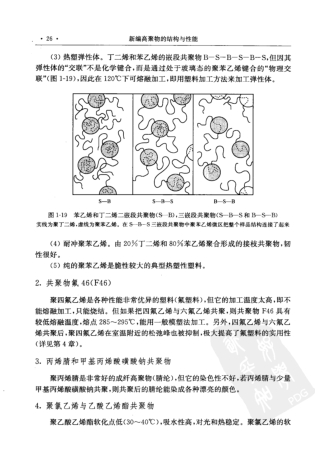 · 26 ·
新编高聚物的结构与性能
(3) 热塑弹性体。丁二烯和苯乙烯的嵌段共聚物 B—S—B—S—B—S,但因其
弹性体的“交联”不是化学键合,而是通过处于玻璃态的聚苯乙烯键合的“物理交
联”(图 1-19),因此在 120℃下可熔融加工,即用塑料加工方法来加工弹性体。
S—B
S—B—S
B—S—B
图 1-19 苯乙烯和丁二烯二嵌段共聚物(S—B),三嵌段共聚物(S—B—S 和 B—S—B)
实线为聚丁二烯,虚线为聚苯乙烯。在 S—B—S 三嵌段共聚物中聚苯乙烯微区把整个样品结构连接了起来
(4) 耐冲聚苯乙烯。由 20%丁二烯和 80%苯乙烯聚合形成的接技共聚物,韧
性很好。
(5) 纯的聚苯乙烯是脆性较大的典型热塑性塑料。
2. 共聚物氟 46(F46)
聚四氟乙烯是各种性能非常优异的塑料(氟塑料),但它的加工温度太高,即不
能熔融加工,只能烧结。但如果把四氟乙烯与六氟乙烯共聚,则共聚物 F46 具有
较低熔融温度,熔点 285~295℃,能用一般模塑法加工。另外,四氟乙烯与六氟乙
烯共聚后,聚四氟乙烯在室温附近的松弛峰也被抑制,极大提高了氟塑料的实用性
(详见第 4 章)。
3. 丙烯腈和甲基丙烯酸磺酸钠共聚物
聚丙烯腈是非常好的成纤高聚物(腈纶),但它的染色性不好,若丙烯腈与少量
甲基丙烯酸磺酸钠共聚,则共聚后的腈纶能染成各种漂亮的颜色。
4. 聚氯乙烯与乙酸乙烯酯共聚物
聚乙酸乙烯酯软化点低(30~40℃),吸水性高,对光和热稳定。聚氯乙烯的软